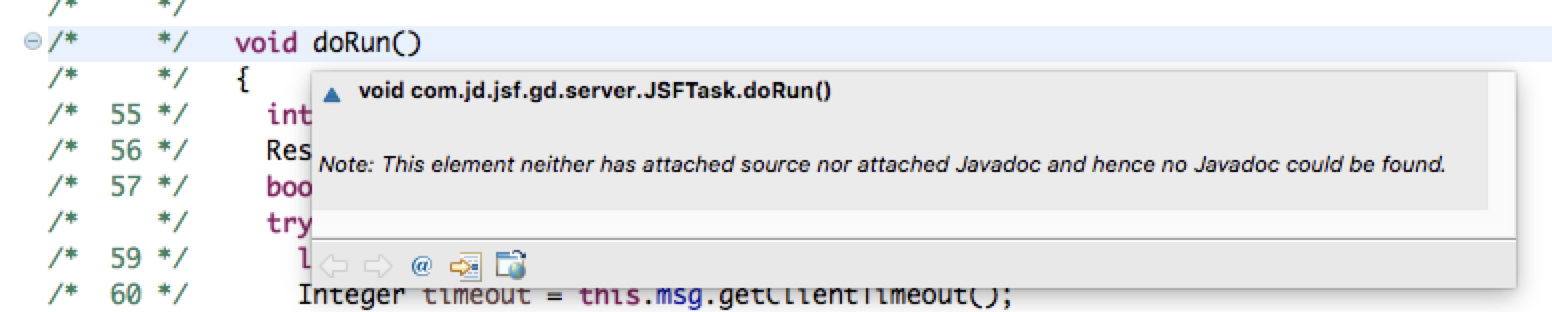 /* */
/* */ void doRun()
/* */ {
void com.jd.jsf.gd.server.JSFTask.doRun()
/* 55 */ int
/* 56 */ Res
Note: This element neither has attached source nor attached Javadoc and hence no Javadoc could be found.
/* 57 */ boo
/* */ try
/* 59 */ l
@
/* 60 */ Integer timeout = this.msg.getClientTimeout();